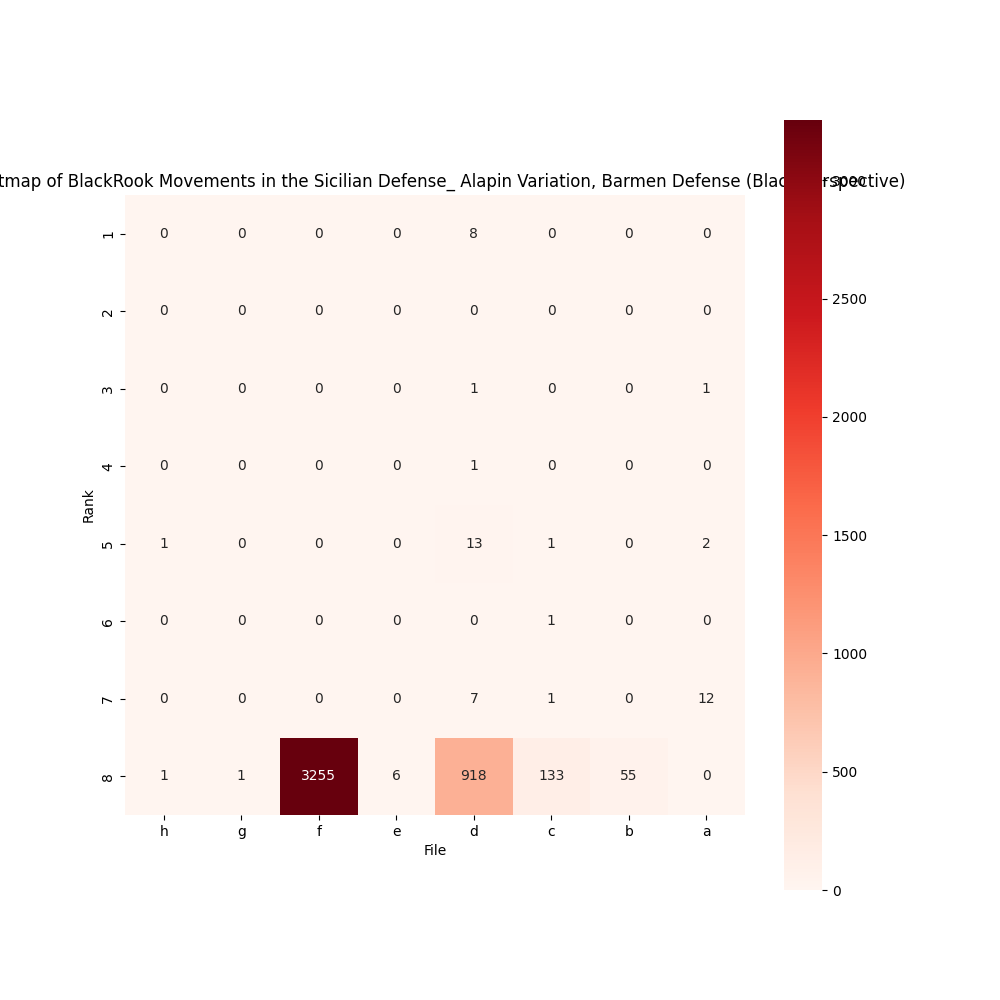 tmap of BlackRook Movements in the Sicilian Defense_ Alapin Variation, Barmen Defense (Black Perspective)
3000
1 0 0 0 0 8 0 0 0
2 0 0 0 0 0 0 0 0
2500
3 0 0 0 0 1 0 0 1
2000
4 0 0 0 0 1 0 0 0
Rank
1500
5 1 0 0 0 13 1 0 2
6 0 0 0 0 0 1 0 0
1000
7 0 0 0 0 7 1 0 12
500
8 1 1 3255 6 918 133 55 0
h g f e d c b a
File
0